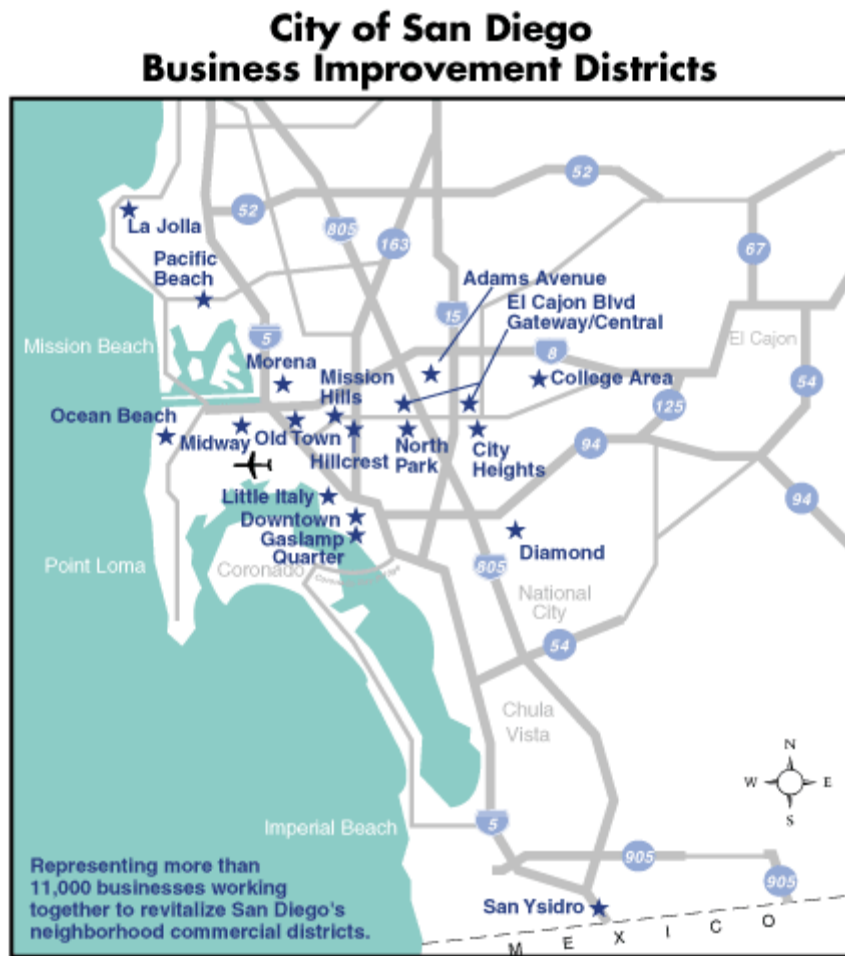 City of San Diego
Business Improvement Districts
52
52
La Jolla
805
163
67
Pacific
Beach
Adams Avenue
El Cajon Blvd
Gateway/Central
15
5
Mission Beach
El Cajon
8
Morena
Mission
Hills
College Area
54
125
Ocean Beach
Midway
Old Town
Hillcrest
North
Park
City
Heights
94
94
Little Italy
Downtown
Gaslamp
Quarter
Diamond
Point Loma
Coronado
805
National
City
54
Chula
Vista
N
W
E
S
Imperial Beach
5
905
905
Representing more than
11,000 businesses working
together to revitalize San Diego's
neighborhood commercial districts.
San Ysidro
MEXICO